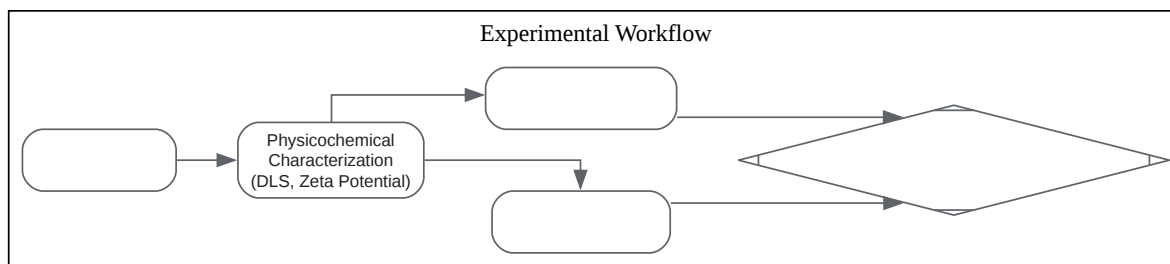 Experimental Workflow
Physicochemical
Characterization
(DLS, Zeta Potential)